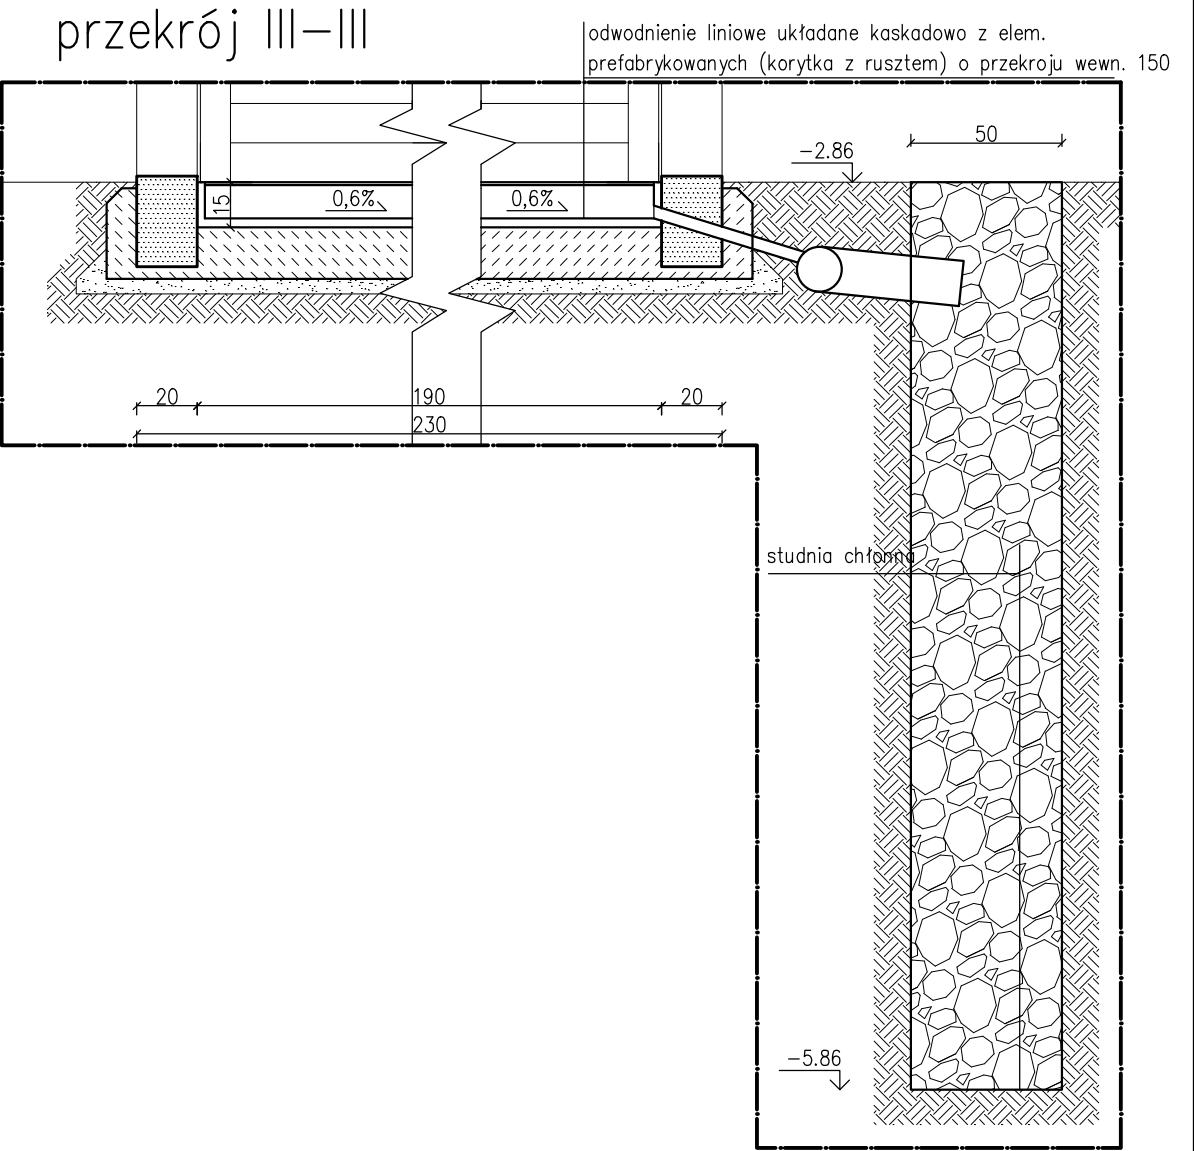 przekrój III-III
odwodnienie liniowe układane kaskadowo z elem.
prefabrykowanych (korytka z rusztem) o przekroju wewn. 150
50
-2.86
15
0,6%
0,6%
20
190
20
230
studnia chłonna
-5.86